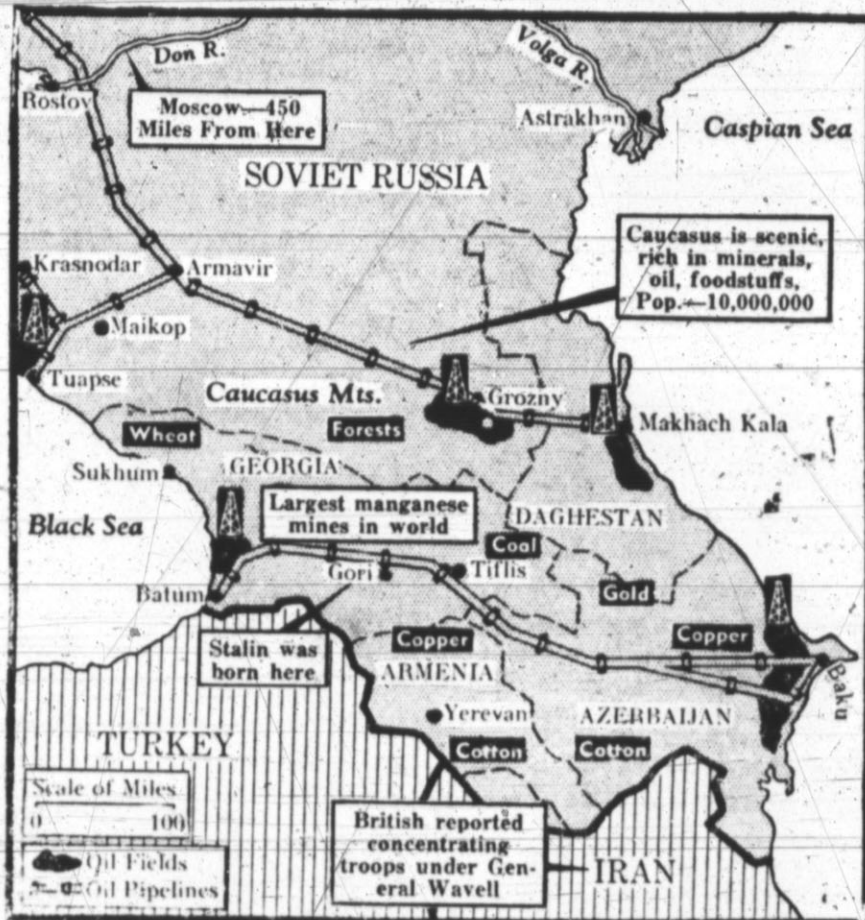 Don R.
Volga R.
Rostov
Moscow—450
Miles From Here
Astrakhan
Caspian Sea
SOVIET RUSSIA
Caucasus is scenic,
rich in minerals,
oil, foodstuffs,
Pop.—10,000,000
Krasnodar
Armavir
Maikop
Tuapse
Caucasus Mts.
Grozny
Makhach Kala
Wheat
Forests
Sukhum
GEORGIA
Largest manganese
mines in world
Black Sea
DAGHESTAN
Coal
Gori
Tiflis
Gold
Batum
Stalin was
born here
Copper
Copper
ARMENIA
Baku
Yerevan
AZERBAIJAN
TURKEY
Cotton
Cotton
Scale of Miles
0 100
British reported
concentrating
troops under Gen-
eral Wavell
IRAN
Oil Fields
Oil Pipelines